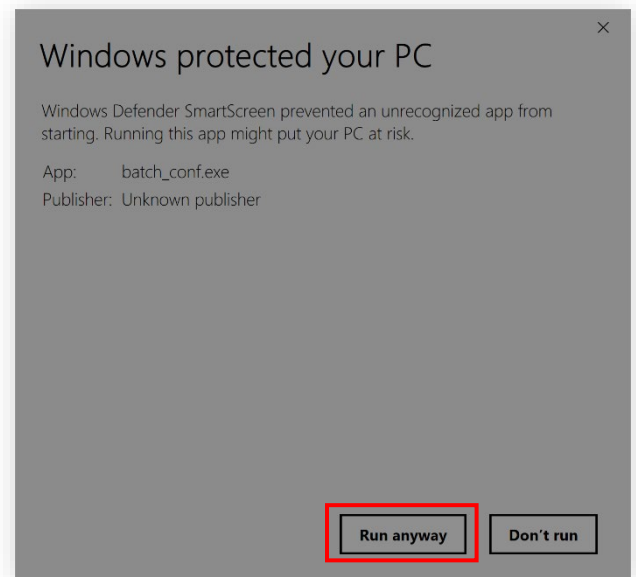 Windows protected your PC
Windows Defender SmartScreen prevented an unrecognized app from
starting. Running this app might put your PC at risk.
App: batch_conf.exe
Publisher: Unknown publisher
Run anyway Don't run